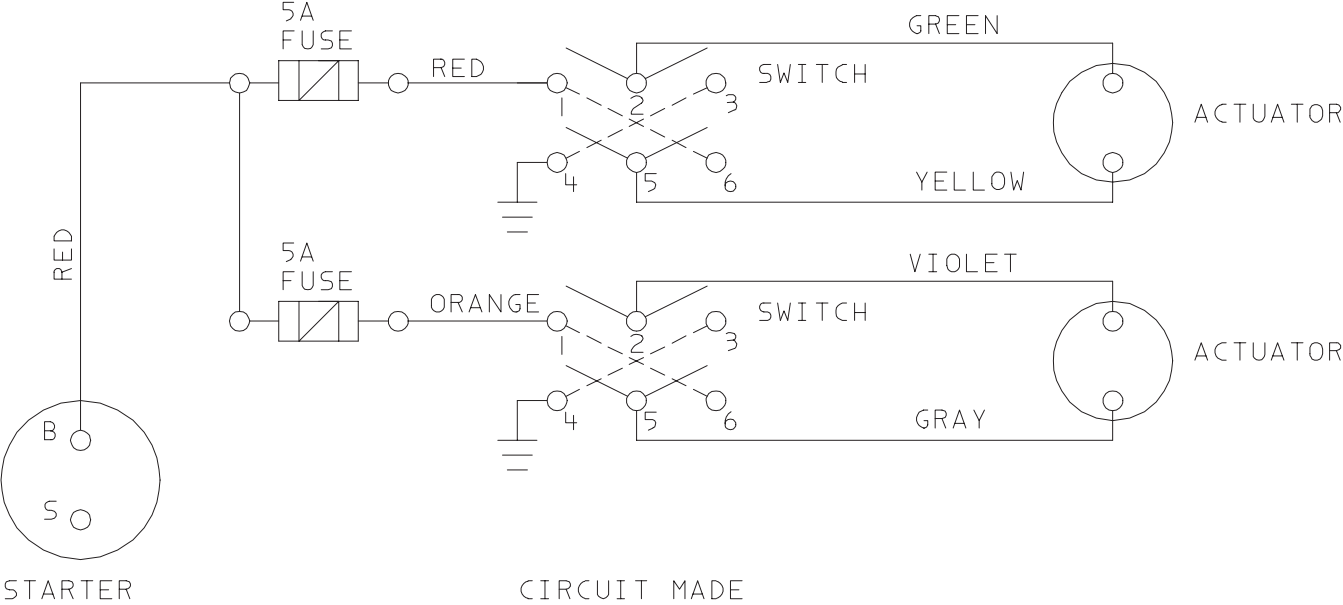 5A
FUSE
RED
1
2
3
4
5
6
SWITCH
GREEN
YELLOW
ACTUATOR
RED
5A
FUSE
ORANGE
1
2
3
4
5
6
SWITCH
VIOLET
GRAY
ACTUATOR
B
S
STARTER
CIRCUIT MADE